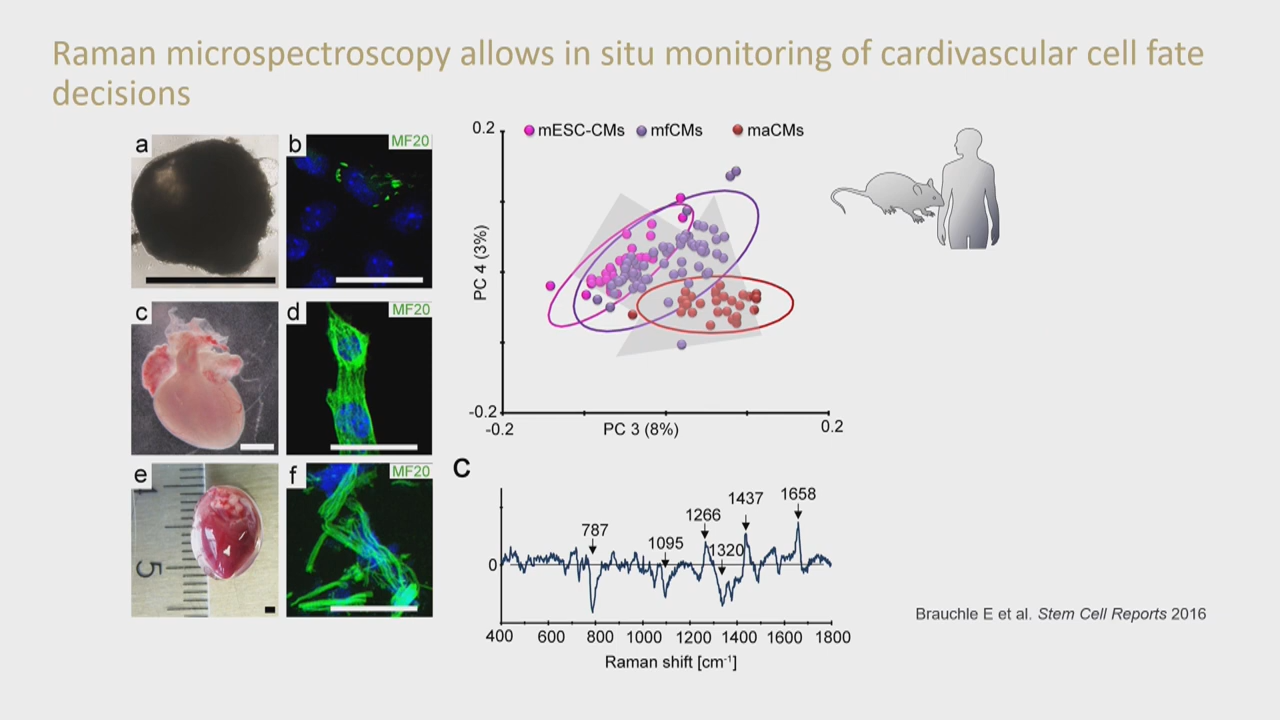 Raman microspectroscopy allows in situ monitoring of cardivascular cell fate
decisions
a
b
MF20
c
d
MF20
e
5
f
MF20
mESC-CMs
mfCMs
maCMs
0.2
PC 4 (3%)
-0.2
-0.2
PC 3 (8%)
0.2
C
787
1095
1266
1320
1437
1658
0
400 600 800 1000 1200 1400 1600 1800
Raman shift [cm-1]
Brauchle E et al. Stem Cell Reports 2016